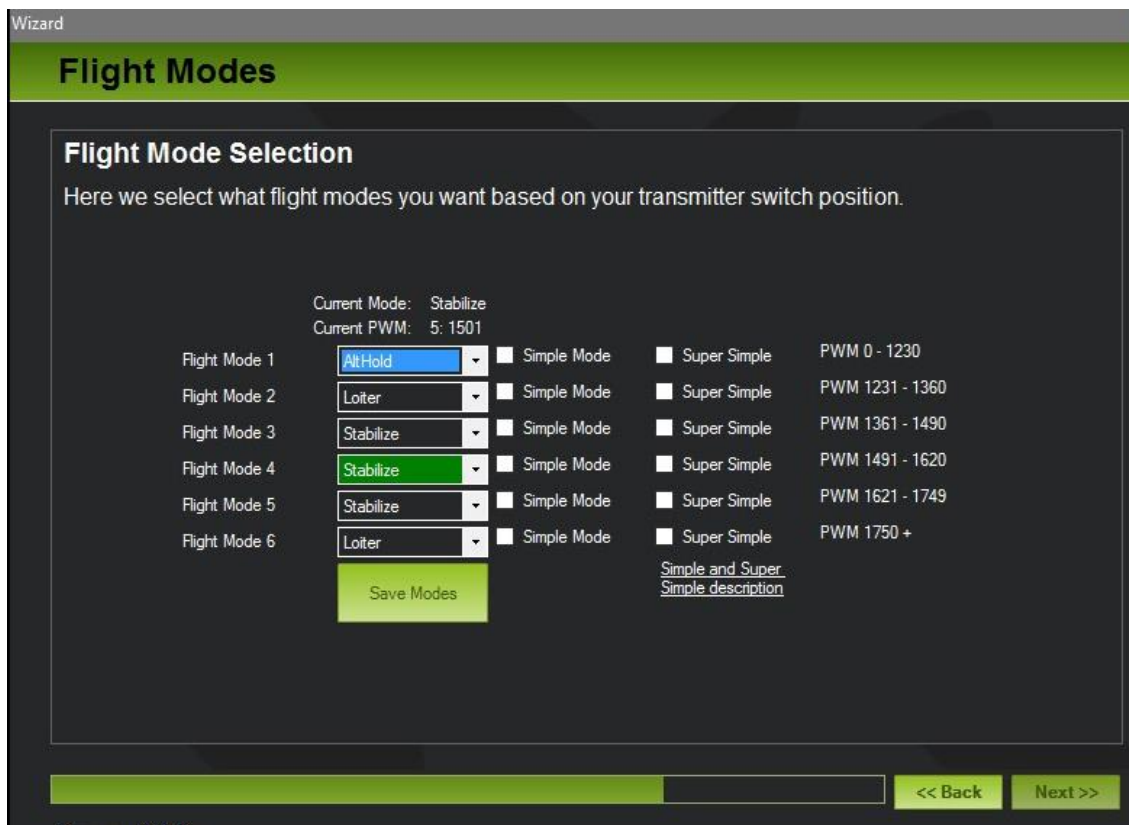 Wizard
Flight Modes
Flight Mode Selection
Here we select what flight modes you want based on your transmitter switch position.
Current Mode: Stabilize
Current PWM: 5: 1501
Flight Mode 1 AltHold Simple Mode Super Simple PWM 0 - 1230
Flight Mode 2 Loiter Simple Mode Super Simple PWM 1231 - 1360
Flight Mode 3 Stabilize Simple Mode Super Simple PWM 1361 - 1490
Flight Mode 4 Stabilize Simple Mode Super Simple PWM 1491 - 1620
Flight Mode 5 Stabilize Simple Mode Super Simple PWM 1621 - 1749
Flight Mode 6 Loiter Simple Mode Super Simple PWM 1750 +
Save Modes
Simple and Super
Simple description
<< Back Next >>